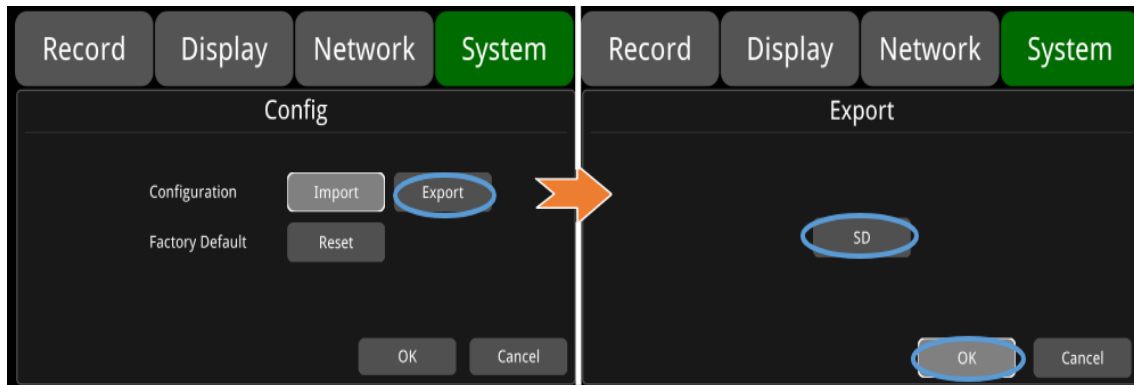 Record Display Network System
Config
Configuration Import Export
Factory Default Reset
OK Cancel
Record Display Network System
Export
SD
OK Cancel